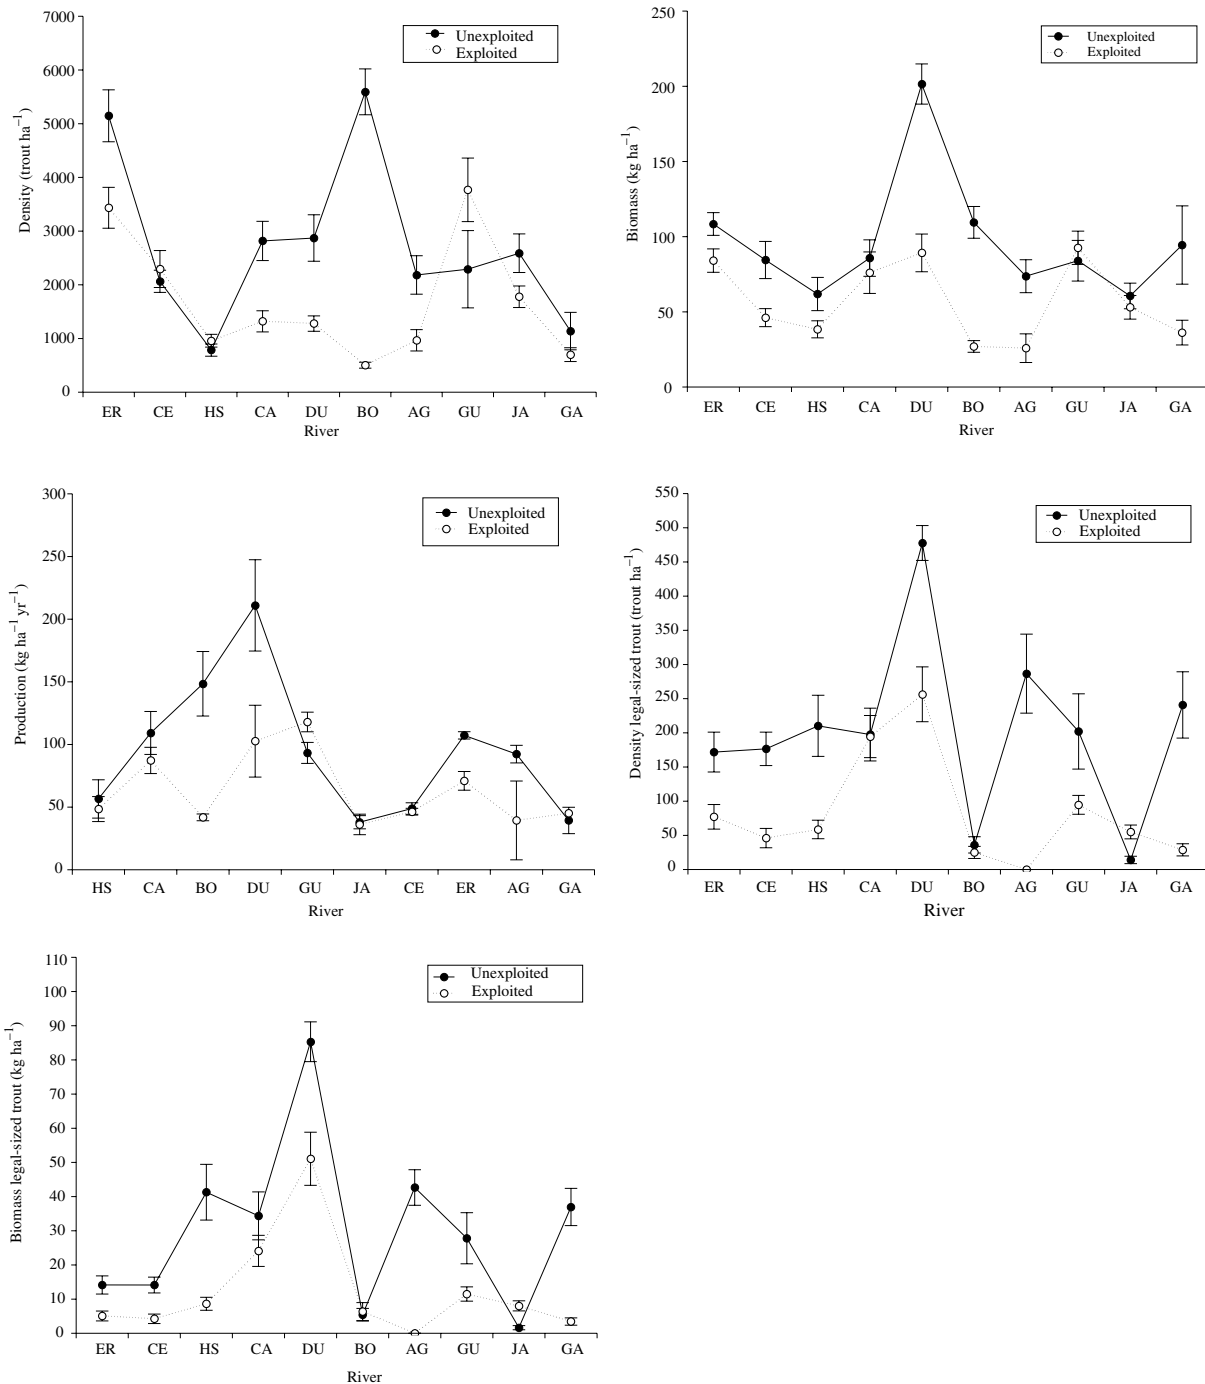 7000
6000
5000
4000
3000
2000
1000
0
Density (trout ha−1)
Unexploited
Exploited
ER CE HS CA DU BO AG GU JA GA
River
250
200
150
100
50
0
Biomass (kg ha−1)
Unexploited
Exploited
ER CE HS CA DU BO AG GU JA GA
River
300
250
200
150
100
50
0
Production (kg ha−1 yr−1)
Unexploited
Exploited
HS CA BO DU GU JA CE ER AG GA
River
550
500
450
400
350
300
250
200
150
100
50
0
Density legal-sized trout (trout ha−1)
Unexploited
Exploited
ER CE HS CA DU BO AG GU JA GA
River
110
100
90
80
70
60
50
40
30
20
10
0
Biomass legal-sized trout (kg ha−1)
Unexploited
Exploited
ER CE HS CA DU BO AG GU JA GA
River